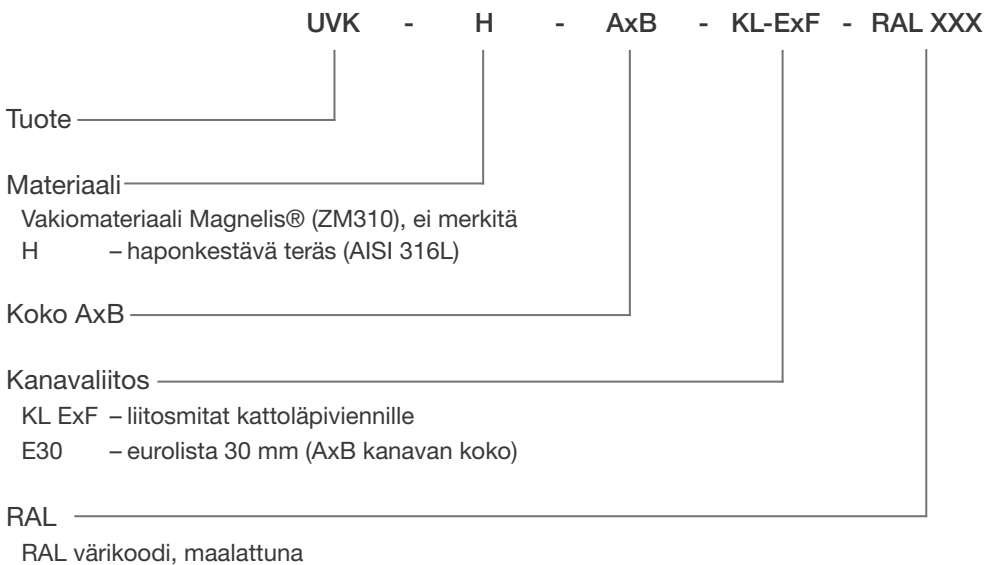 UVK - H - AxB - KL-ExF - RAL XXX
Tuote
Materiaali
Vakiomateriaali Magnelis® (ZM310), ei merkitä
H – haponkestävä teräs (AISI 316L)
Koko AxB
Kanavaliitos
KL ExF – liitosmitat kattoläpiviennille
E30 – eurolista 30 mm (AxB kanavan koko)
RAL
RAL värikoodi, maalattuna